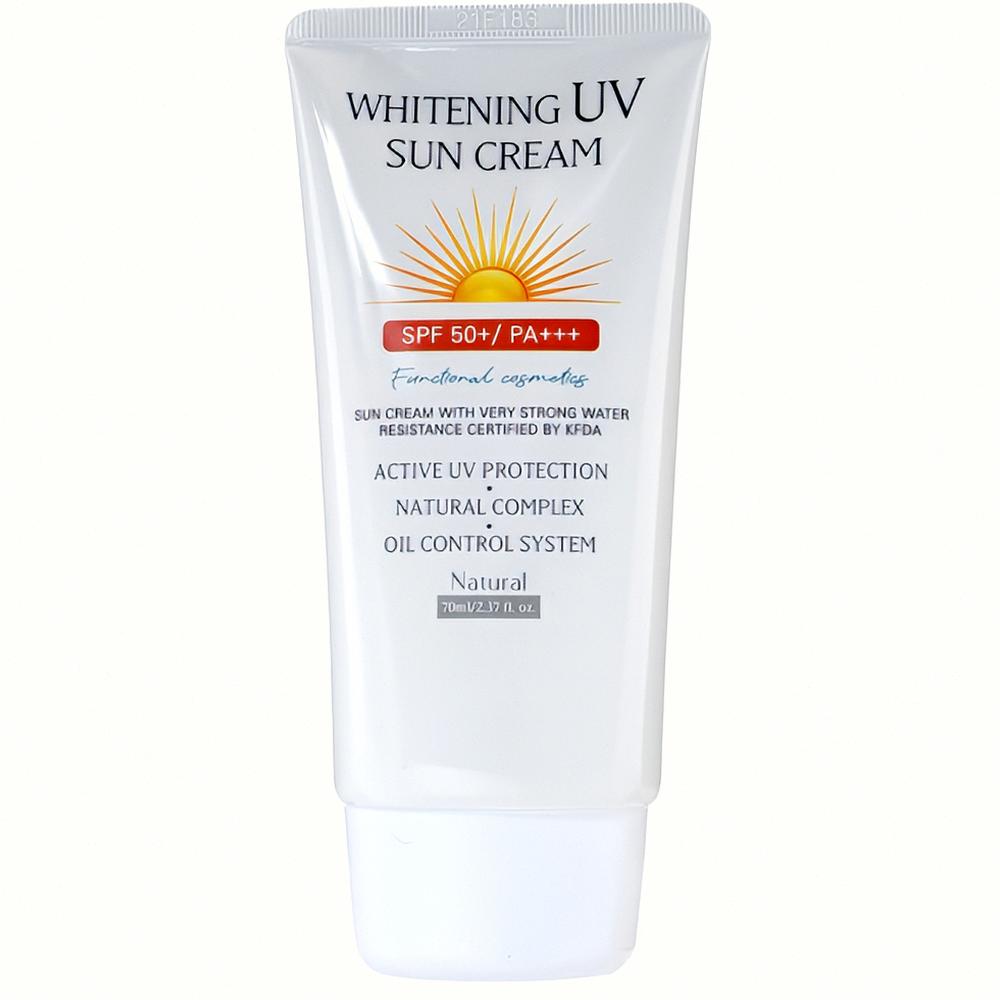 21F18S
WHITENING UV
SUN CREAM
SPF 50+/ PA+++
Functional cosmetics
SUN CREAM WITH VERY STRONG WATER
RESISTANCE CERTIFIED BY KFDA
ACTIVE UV PROTECTION
•
NATURAL COMPLEX
•
OIL CONTROL SYSTEM
Natural
70ml/2.37 fl. oz.